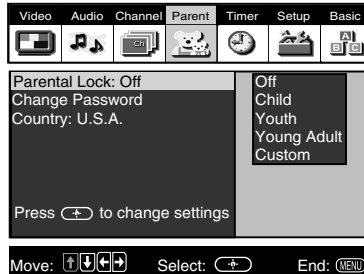 Video Audio Channel Parent Timer Setup Basic
Ch
A
B C
Parental Lock: Off
Change Password
Country: U.S.A.
Off
Child
Youth
Young Adult
Custom
Press to change settings
Move: Select: End: MENU